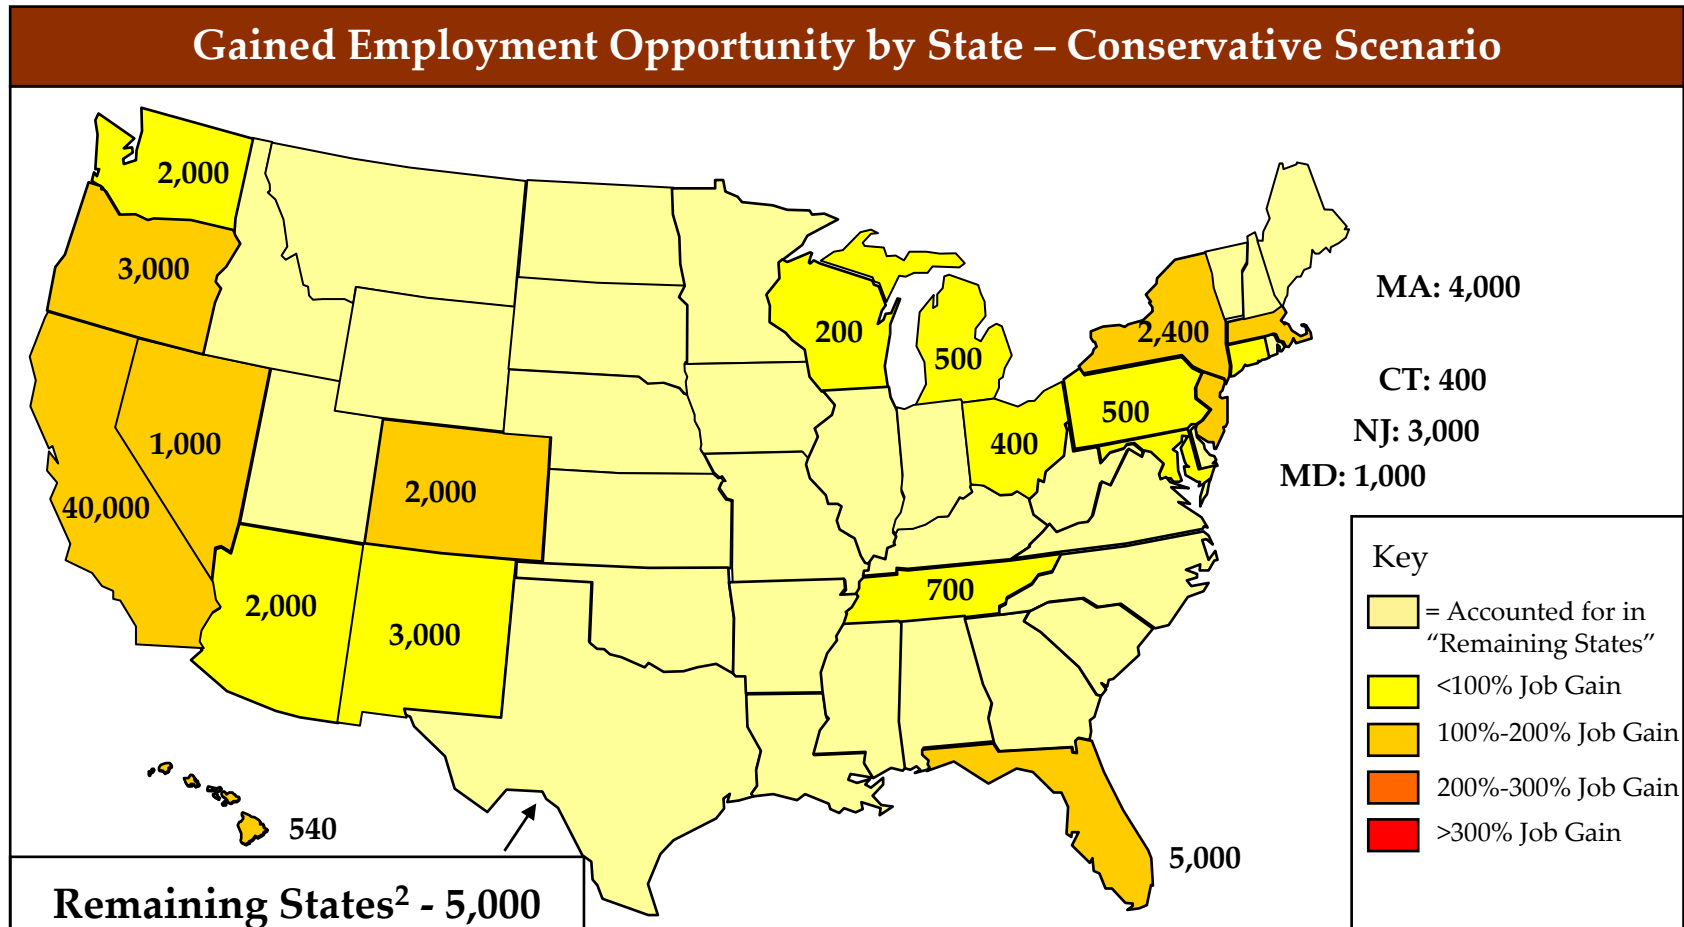 Gained Employment Opportunity by State – Conservative Scenario
2,000
3,000
MA: 4,000
200
2,400
500
CT: 400
500
NJ: 3,000
1,000
400
MD: 1,000
2,000
40,000
Key
700
2,000
= Accounted for in
"Remaining States"
3,000
<100% Job Gain
100%-200% Job Gain
200%-300% Job Gain
540
>300% Job Gain
5,000
Remaining States² - 5,000